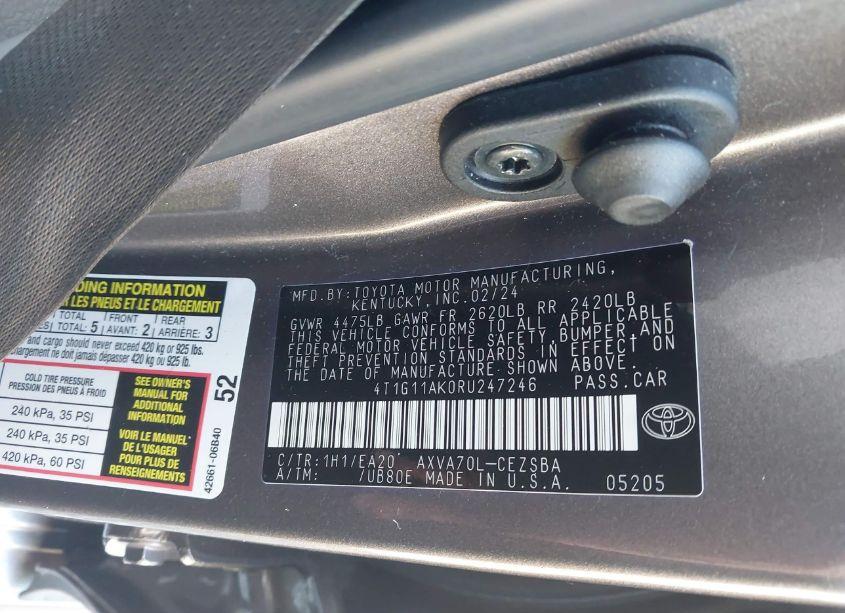 DING INFORMATION
R LES PNEUS ET LE CHARGEMENT
TOTAL FRONT REAR
TOTAL: 5 AVANT: 2 ARRIÈRE 3
and cargo should never exceed 420 kg or 925 lbs.
chargement ne doit jamais depasser 420 kg ou 925 lb.
COLD TIRE PRESSURE
PRESSION DES PNEUS À FROID
240 kPa, 35 PSI
240 kPa, 35 PSI
420 kPa, 60 PSI
SEE OWNER'S
MANUAL FOR
ADDITIONAL
INFORMATION
VOIR LE MANUEL
DE L'USAGER
POUR PLUS DE
RENSEIGNEMENTS
52
42661-06B40
MFD.BY:TOYOTA MOTOR MANUFACTURING,
KENTUCKY,INC.02/24
GVWR 4475LB GAWR FR 2620LB RR 2420LB
THIS VEHICLE CONFORMS TO ALL APPLICABLE
FEDERAL MOTOR VEHICLE SAFETY,BUMPER,AND
THEFT PREVENTION STANDARDS IN EFFECT ON
THE DATE OF MANUFACTURE SHOWN ABOVE.
4T1G11AK0RU247246 PASS.CAR
C/TR:1H1/EA20 AXVA70L-CEZSBA
A/TM: /UB80E MADE IN U.S.A. 05205
TOYOTA